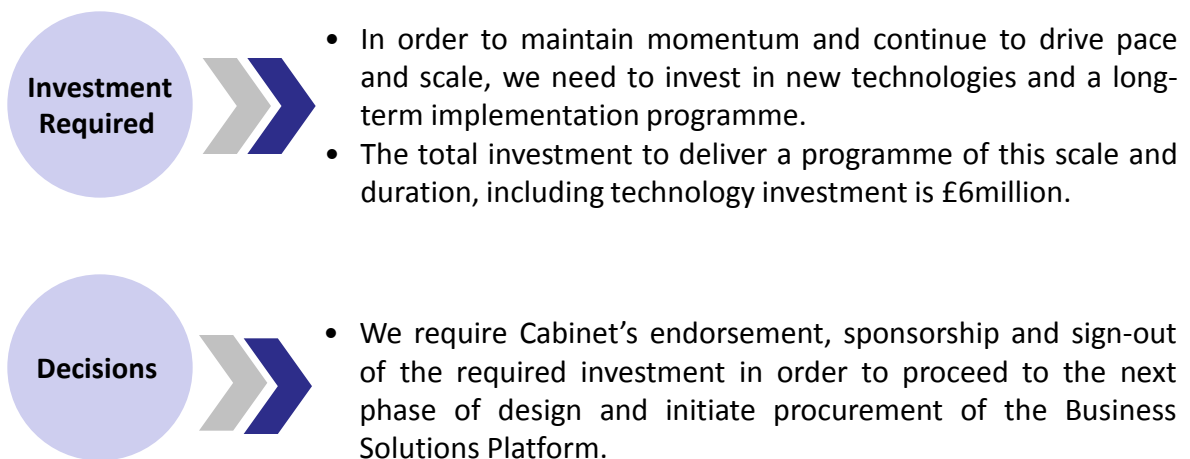 Investment
Required
• In order to maintain momentum and continue to drive pace
and scale, we need to invest in new technologies and a long-
term implementation programme.
• The total investment to deliver a programme of this scale and
duration, including technology investment is £6million.
Decisions
• We require Cabinet’s endorsement, sponsorship and sign-out
of the required investment in order to proceed to the next
phase of design and initiate procurement of the Business
Solutions Platform.